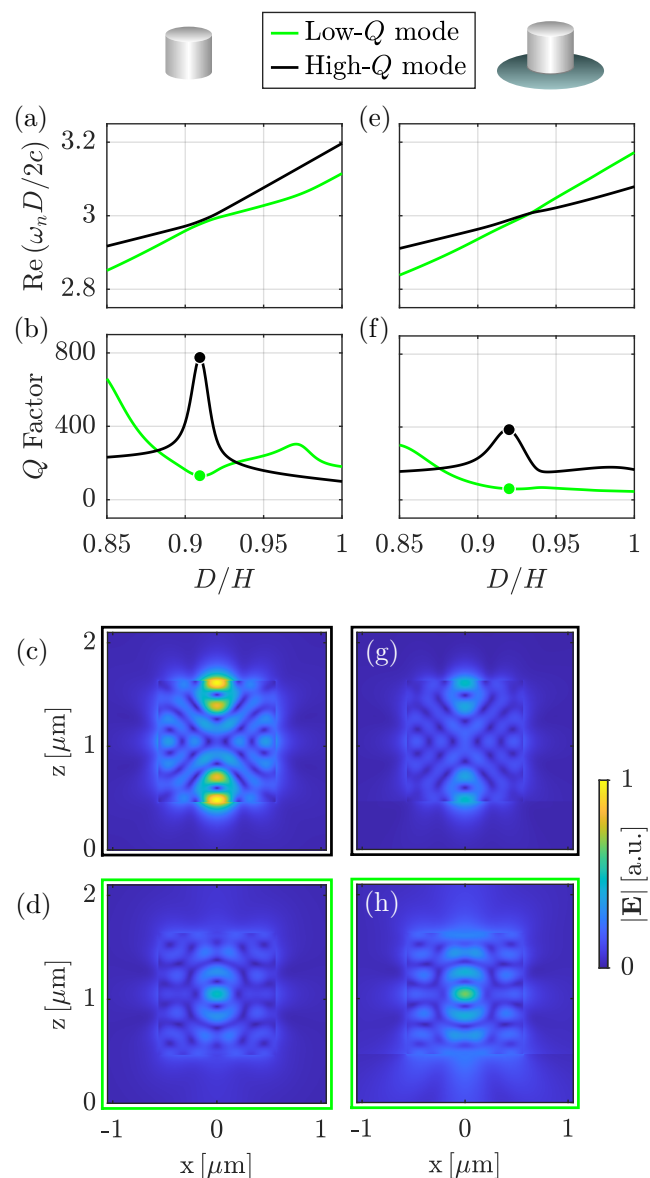 Low-Q mode
High-Q mode
(a)
(e)
Re (ω_n D/2c)
3.2
3
2.8
(b)
(f)
Q Factor
800
400
0
0.85
0.9
0.95
1
0.85
0.9
0.95
1
D/H
D/H
(c)
(g)
z [μm]
2
1
0
(d)
(h)
z [μm]
2
1
0
-1
0
1
-1
0
1
x [μm]
x [μm]
1
0
|E| [a.u.]